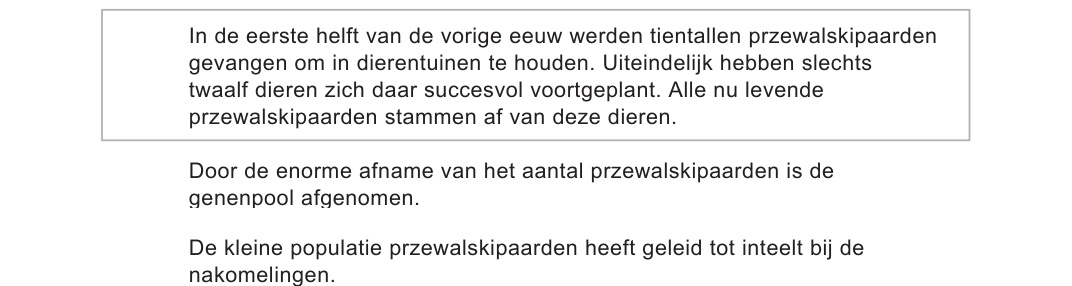 In de eerste helft van de vorige eeuw werden tientallen przewalskipaarden
gevangen om in dierentuinen te houden. Uiteindelijk hebben slechts
twaalf dieren zich daar succesvol voortgeplant. Alle nu levende
przewalskipaarden stammen af van deze dieren.
Door de enorme afname van het aantal przewalskipaarden is de
genenpool afgenomen.
De kleine populatie przewalskipaarden heeft geleid tot inteelt bij de
nakomelingen.